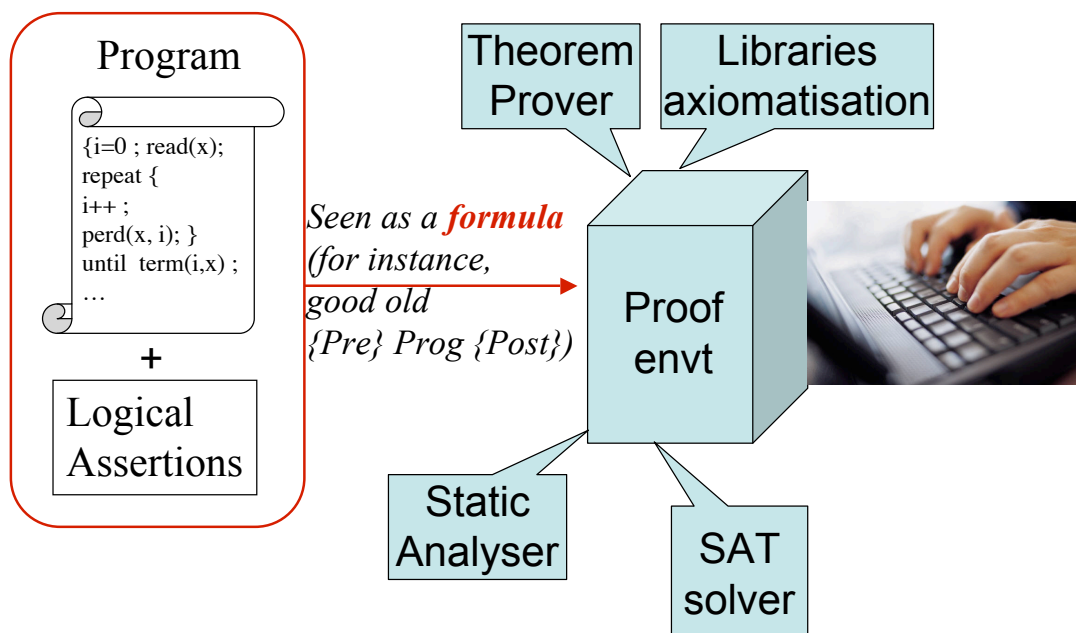 Program
{i=0 ; read(x);
repeat {
i++ ;
perd(x, i); }
until term(i,x) ;
…
+
Logical
Assertions
Seen as a formula
(for instance,
good old
{Pre} Prog {Post})
Theorem
Prover
Libraries
axiomatisation
Proof
envt
Static
Analyser
SAT
solver